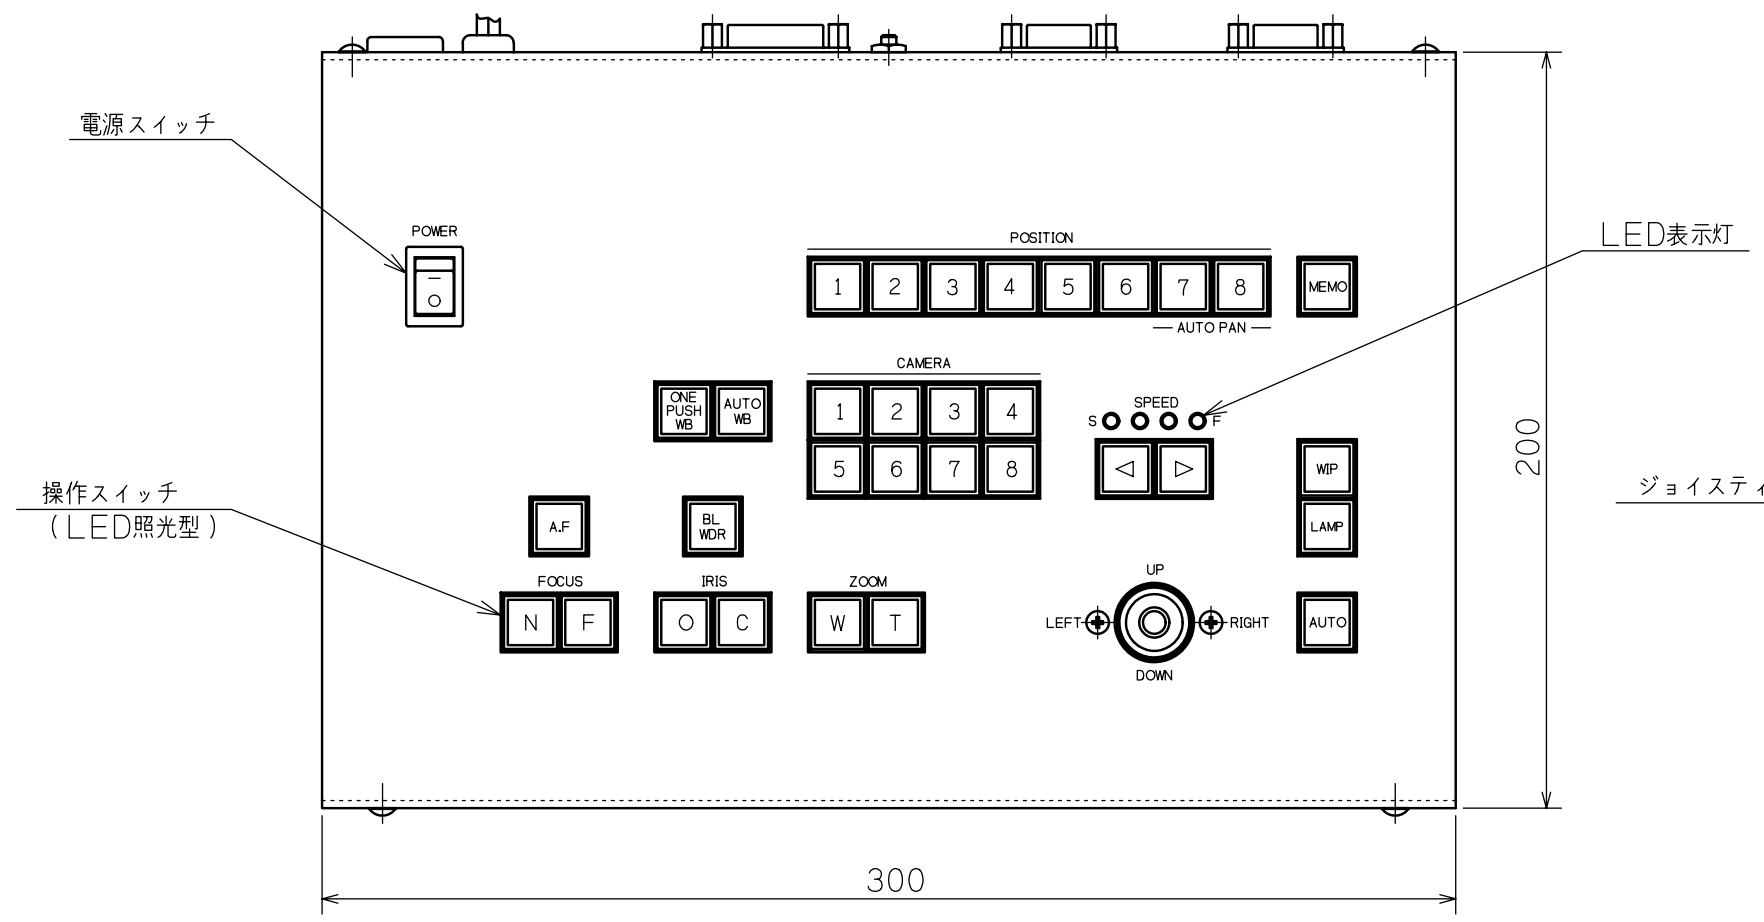 電源スイッチ
POWER
POSITION
LED表示灯
1 2 3 4 5 6 7 8 MEMO
AUTO PAN
CAMERA
ONE
PUSH
WB
AUTO
WB
1 2 3 4
SPEED
S F
5 6 7 8
WIP
操作スイッチ
(LED照光型)
A.F
BL
WDR
LAMP
200
ジョイステ
FOCUS
IRIS
ZOOM
UP
N F
O C
W T
LEFT
RIGHT
AUTO
DOWN
300